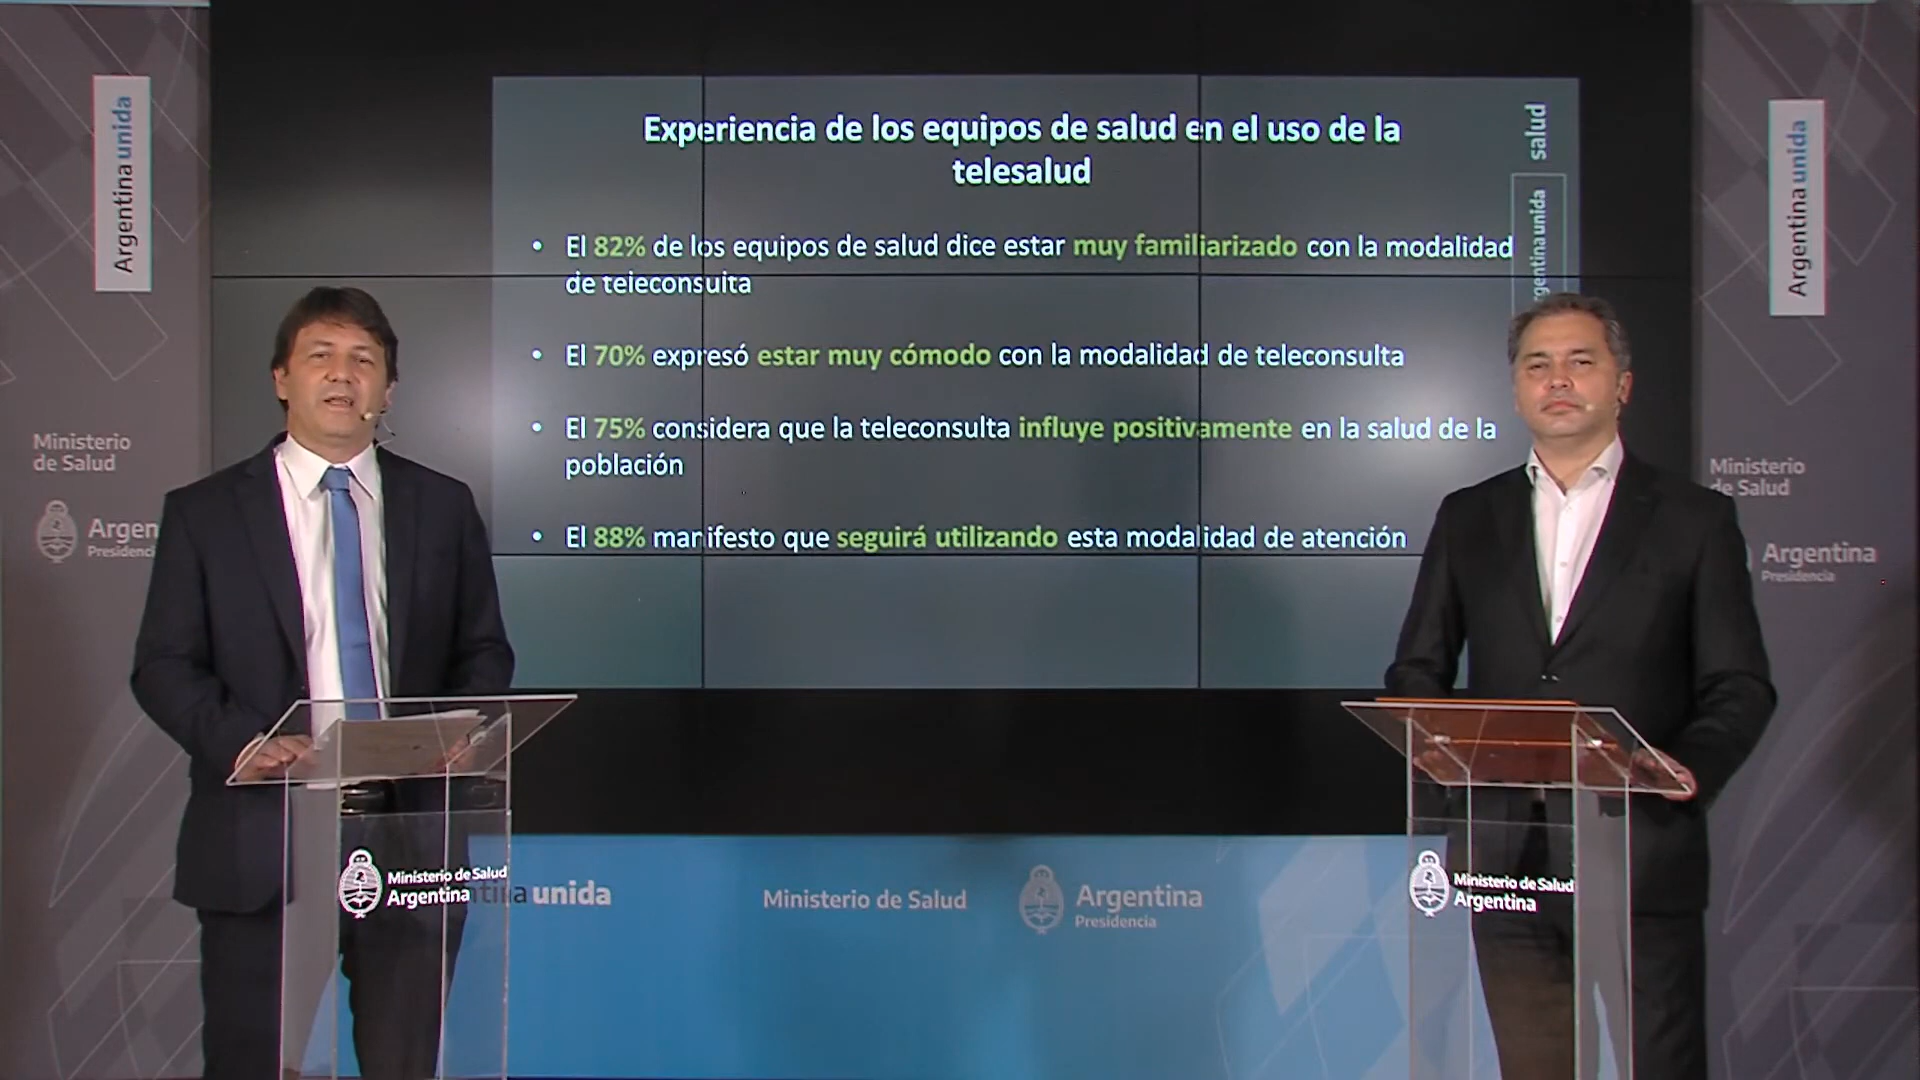 Argentina unida
Ministerio
de Salud
Argen
Presidenci
Experiencia de los equipos de salud en el uso de la
telesalud
• El 82% de los equipos de salud dice estar muy familiarizado con la modalidad
de teleconsulta
• El 70% expresó estar muy cómodo con la modalidad de teleconsulta
• El 75% considera que la teleconsulta influye positivamente en la salud de la
población
• El 88% manifesto que seguirá utilizando esta modalidad de atención
salud
rgentina unida
Argentina unida
Ministerio
de Salud
Argentina
Presidencia
Ministerio de Salud
Argentina
ntina unida
Ministerio de Salud
Argentina
Presidencia
Ministerio de Salud
Argentina